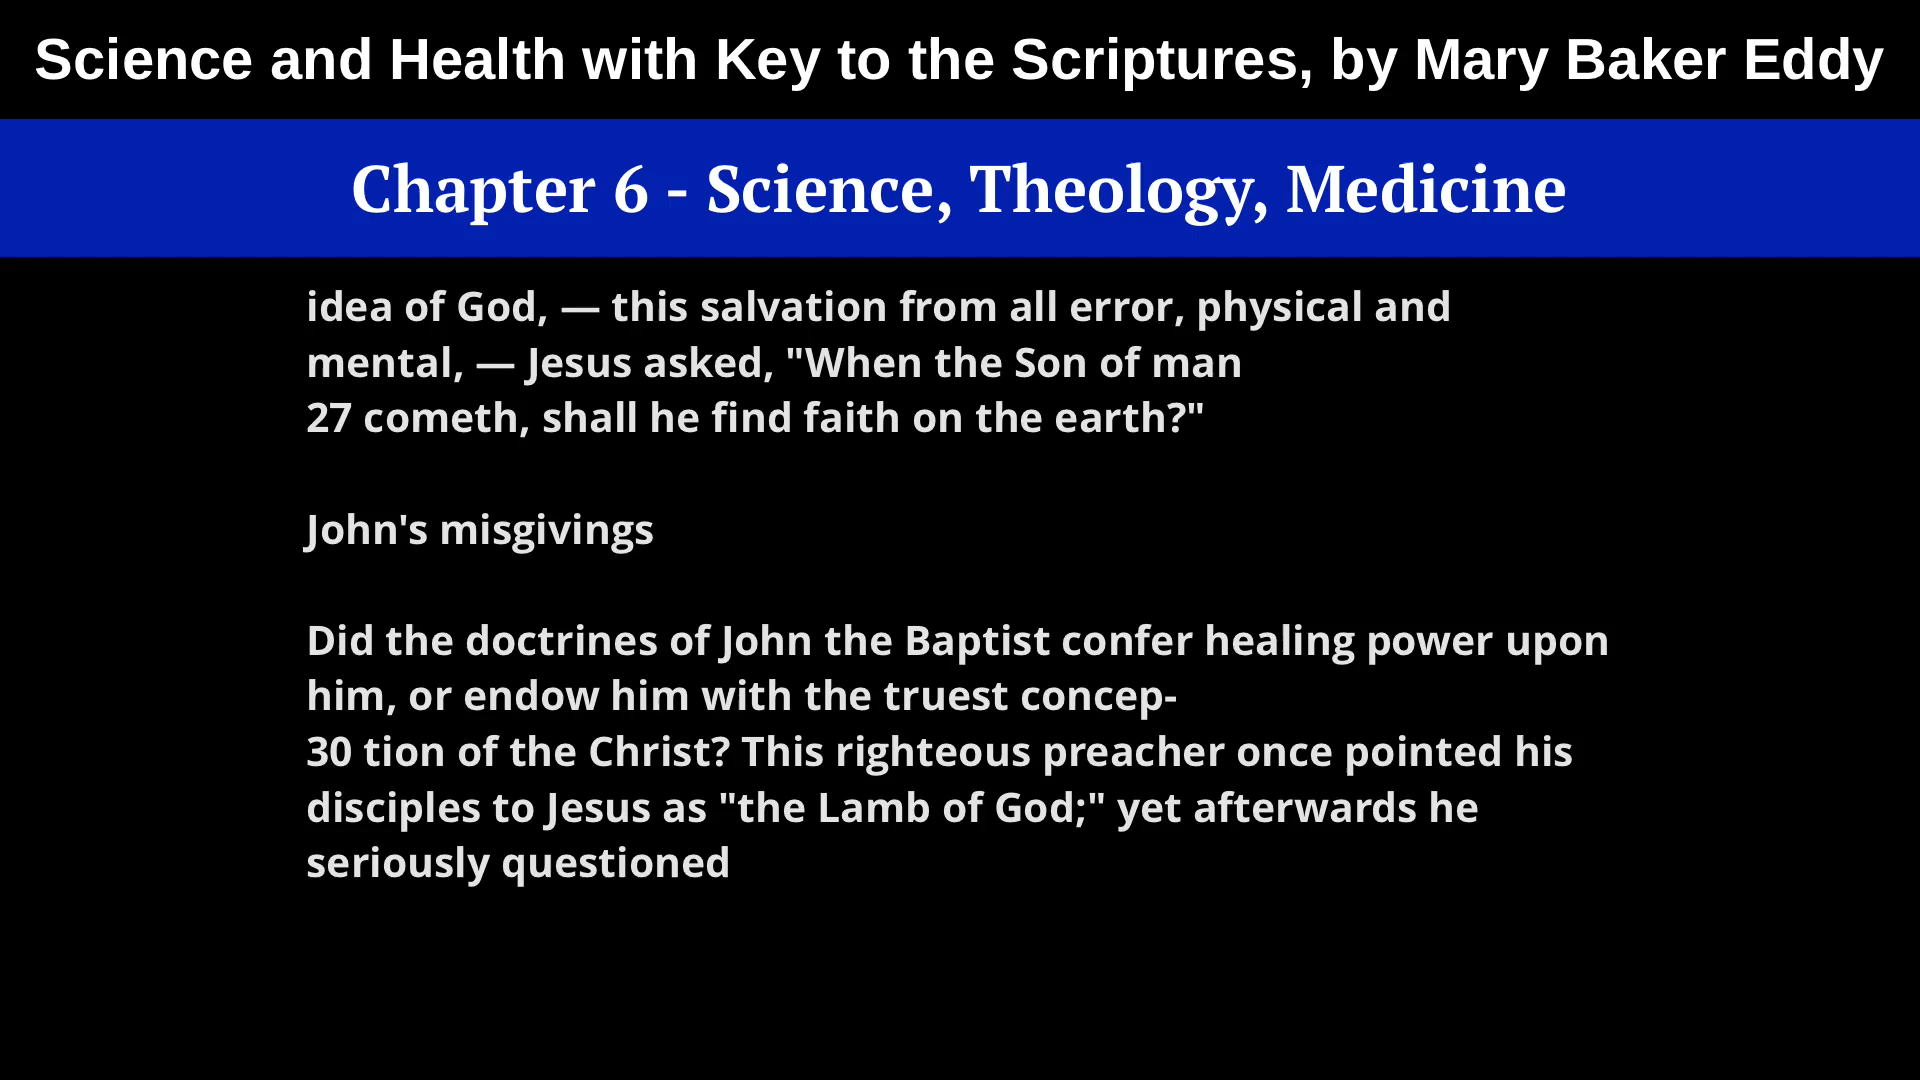 Science and Health with Key to the Scriptures, by Mary Baker Eddy
Chapter 6 - Science, Theology, Medicine
idea of God, — this salvation from all error, physical and
mental, — Jesus asked, "When the Son of man
27 cometh, shall he find faith on the earth?"
John's misgivings
Did the doctrines of John the Baptist confer healing power upon
him, or endow him with the truest concep-
30 tion of the Christ? This righteous preacher once pointed his
disciples to Jesus as "the Lamb of God;" yet afterwards he
seriously questioned